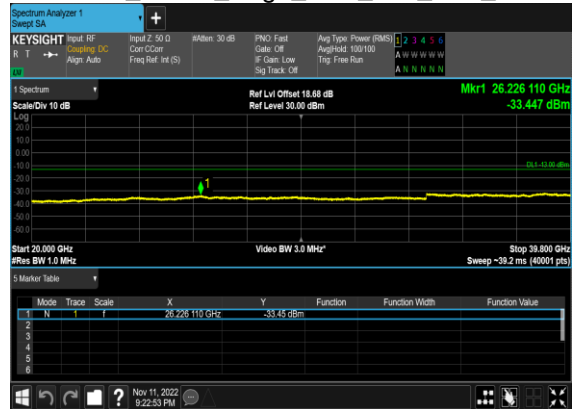 Spectrum Analyzer 1
Swept SA
+
KEYSIGHT Input: RF Input Z: 50 Ω #Atten: 30 dB PNO: Fast Avg Type: Power (RMS) 1 2 3 4 5 6
R T Coupling: DC Corr CCorr Gate: Off Avg|Hold: 100/100 A W W W W W
Align: Auto Freq Ref: Int (S) IF Gain: Low Trig: Free Run A N N N N N
Sig Track: Off
1 Spectrum Ref Lvl Offset 18.68 dB Mkr1 26.226 110 GHz
Scale/Div 10 dB Ref Level 30.00 dBm -33.447 dBm
Log
20.0
10.0
0.00
-10.0
DL1 -13.00 dBm
-20.0
1
-30.0
-40.0
-50.0
-60.0
Start 20.000 GHz Video BW 3.0 MHz* Stop 39.800 GHz
#Res BW 1.0 MHz Sweep ~39.2 ms (40001 pts)
5 Marker Table
Mode Trace Scale X Y Function Function Width Function Value
1 N 1 f 26.226 110 GHz -33.45 dBm
2
3
4
5
6
? Nov 11, 2022
9:22:53 PM